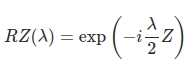 RZ(λ) = exp(-i λ/2 Z)